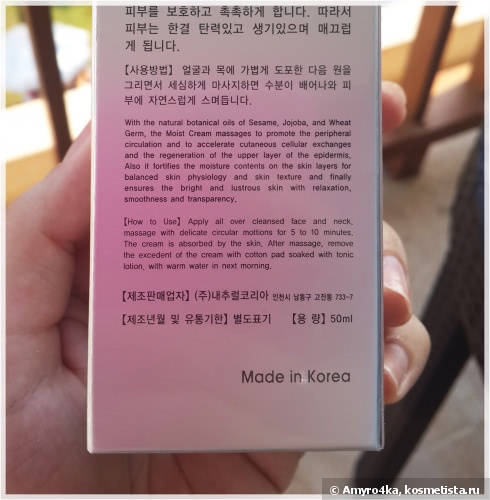 피부를 보호하고 촉촉하게 합니다. 따라서
피부는 한결 탄력있고 생기있으며 매끄럽
게 됩니다.
【사용방법】 얼굴과 목에 가볍게 도포한 다음 원을
그리면서 세심하게 마사지하면 수분이 배어나와 피
부에 자연스럽게 스며듭니다.
With the natural botanical oils of Sesame, Jojoba, and Wheat
Germ, the Moist Cream massages to promote the peripheral
circulation and to accelerate cutaneous cellular exchanges
and the regeneration of the upper layer of the epidermis.
Also it fortifies the moisture contents on the skin layers for
balanced skin physiology and skin texture and finally
ensures the bright and lustrous skin with relaxation,
smoothness and transparency.
【How to Use】 Apply all over cleansed face and neck,
massage with delicate circular mottions for 5 to 10 minutes.
The cream is absorbed by the skin. After massage, remove
the excedent of the cream with cotton pad soaked with tonic
lotion, with warm water in next morning.
【제조판매업자】 (주)내추럴코리아 인천시 남동구 고잔동 733-7
【제조년월 및 유통기한】 별도표기 【용 량】 50ml
Made in Korea
© Amyro4ka, kosmetista.ru